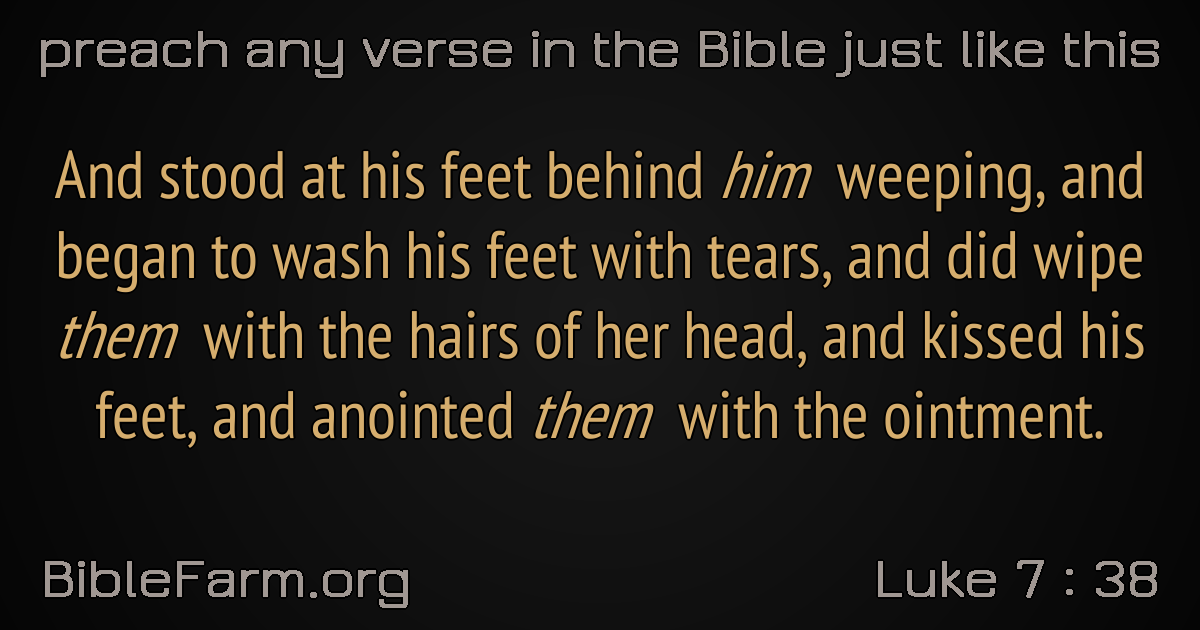 preach any verse in the Bible just like this
And stood at his feet behind him weeping, and
began to wash his feet with tears, and did wipe
them with the hairs of her head, and kissed his
feet, and anointed them with the ointment.
BibleFarm.org
Luke 7 : 38